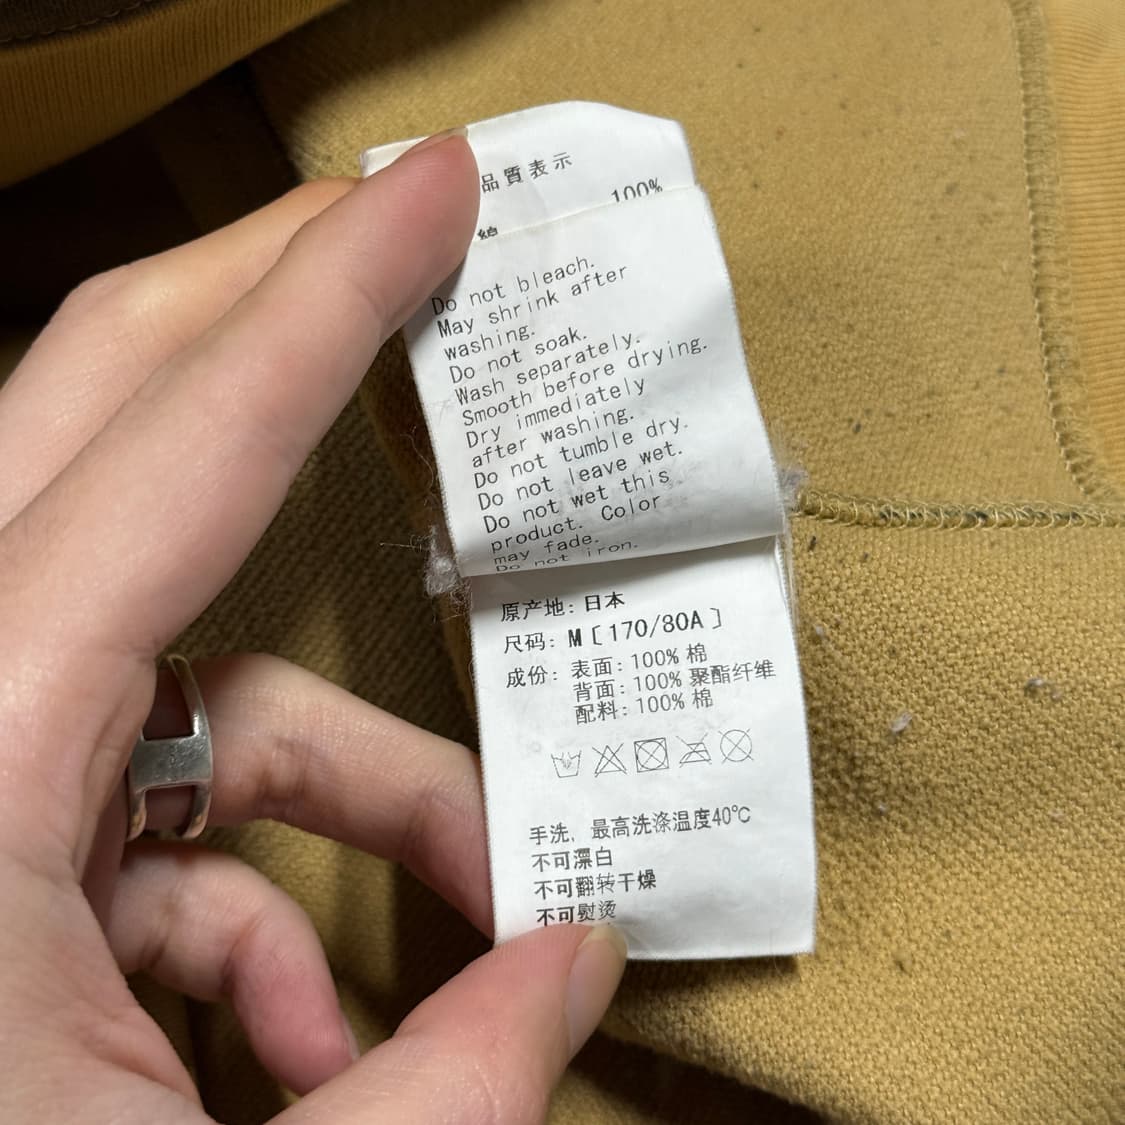 品質表示
綿 100%
Do not bleach.
May shrink after
washing.
Do not soak.
Wash separately.
Smooth before drying.
Dry immediately
after washing.
Do not tumble dry.
Do not leave wet.
Do not wet this
product. Color
may fade.
Do not iron.
原产地: 日本
尺码: M〔170/80A〕
成份: 表面: 100% 棉
背面: 100% 聚酯纤维
配料: 100% 棉
手洗, 最高洗涤温度40℃
不可漂白
不可翻转干燥
不可熨烫